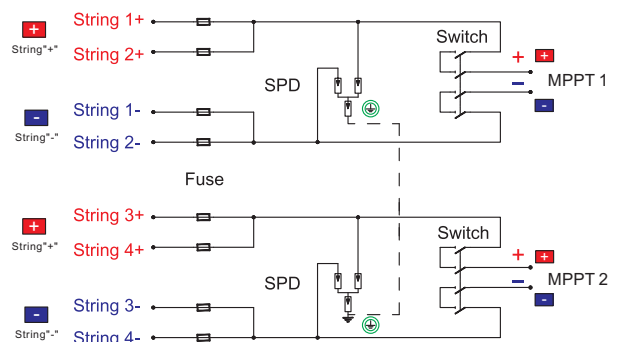 String 1+
String"+"
String 2+
Switch
+ +
MPPT 1
- -
SPD
String 1-
String"-"
String 2-
Fuse
String 3+
String"+"
String 4+
Switch
+ +
MPPT 2
- -
SPD
String 3-
String"-"
String 4-